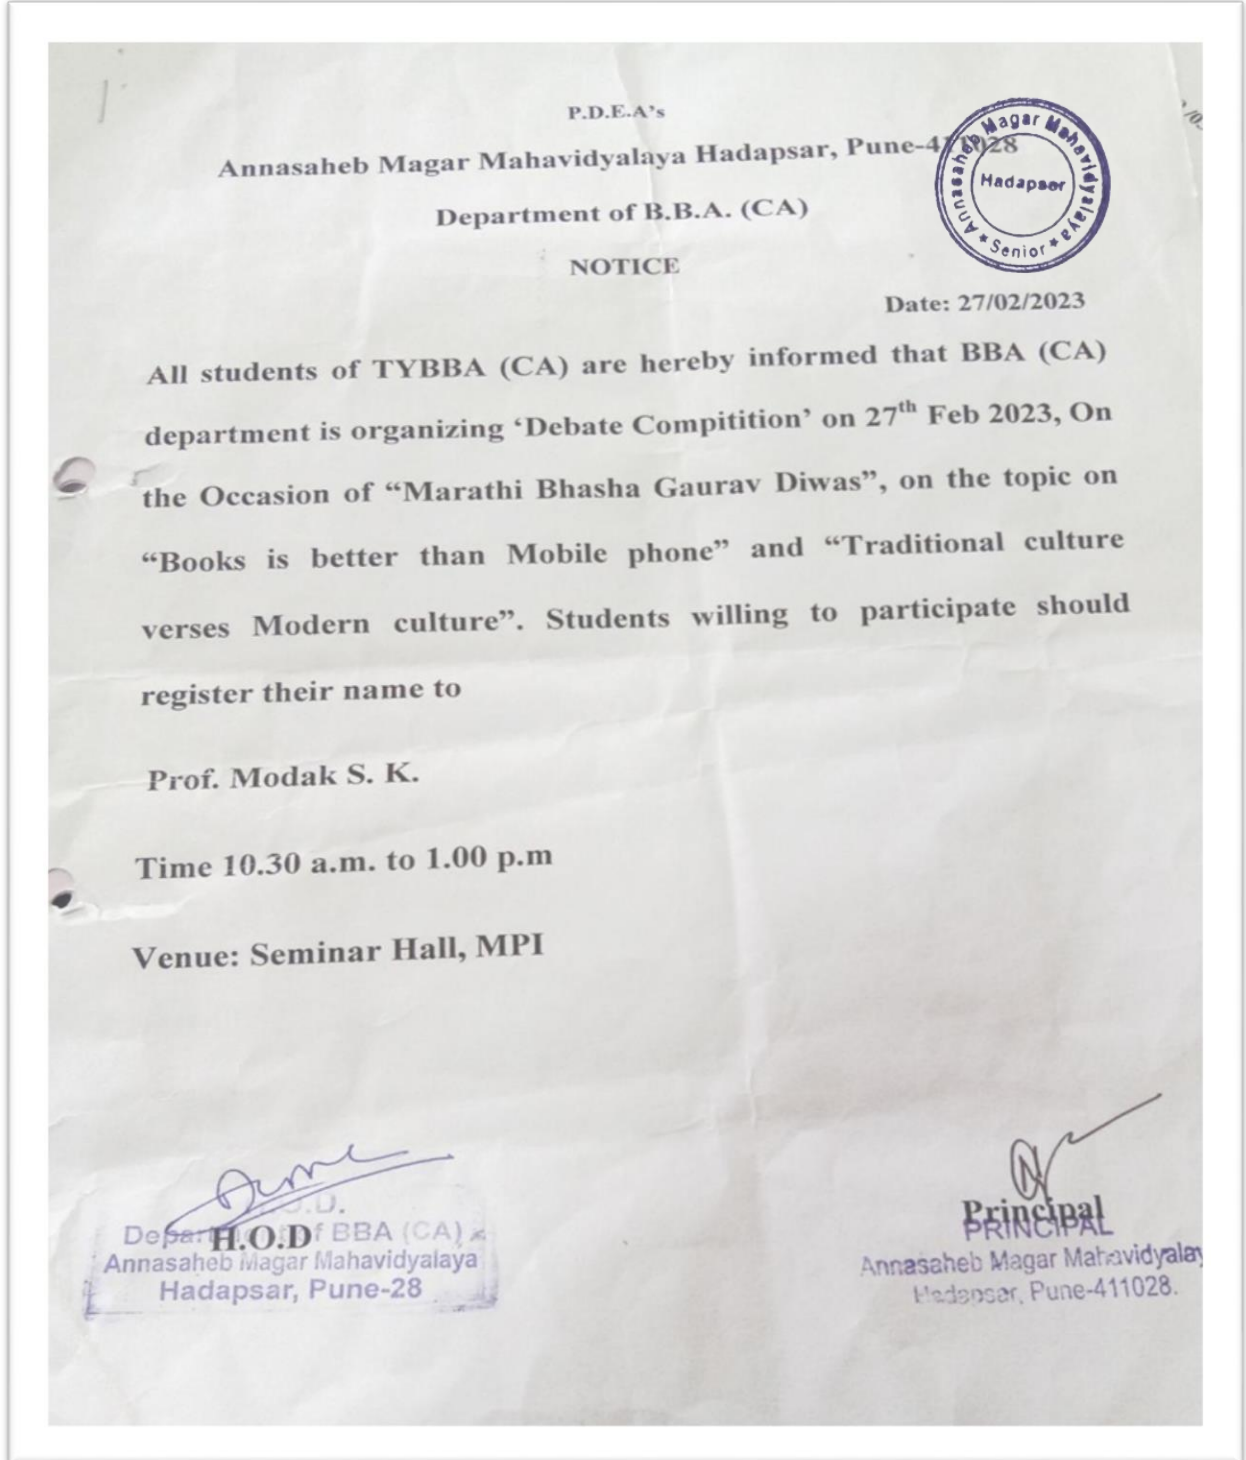 P.D.E.A's
Annasaheb Magar Mahavidyalaya Hadapsar, Pune-411028
Annasaheb Magar Mahavidyalaya
Hadapsar
★ Senior ★
Department of B.B.A. (CA)
NOTICE
Date: 27/02/2023
All students of TYBBA (CA) are hereby informed that BBA (CA)
department is organizing ‘Debate Compitition’ on 27th Feb 2023, On
the Occasion of “Marathi Bhasha Gaurav Diwas”, on the topic on
“Books is better than Mobile phone” and “Traditional culture
verses Modern culture”. Students willing to participate should
register their name to
Prof. Modak S. K.
Time 10.30 a.m. to 1.00 p.m
Venue: Seminar Hall, MPI
H.O.D
Department of BBA (CA)
Annasaheb Magar Mahavidyalaya
Hadapsar, Pune-28
Principal
PRINCIPAL
Annasaheb Magar Mahavidyalay
Hadapsar, Pune-411028.